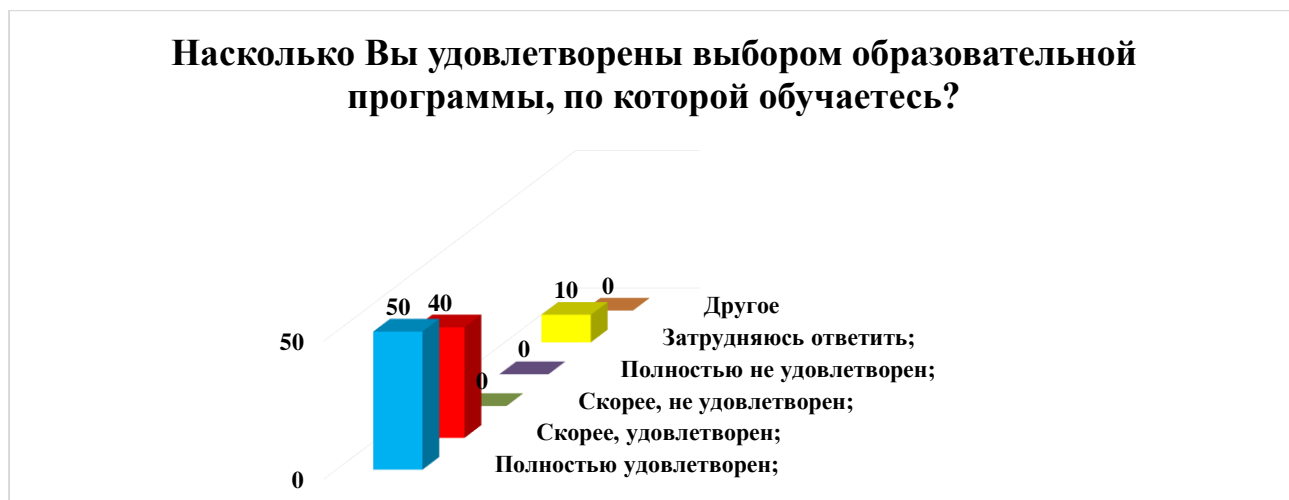 Насколько Вы удовлетворены выбором образовательной
программы, по которой обучаетесь?
50 40
10 0
0
0
50
0
Другое
Затрудняюсь ответить;
Полностью не удовлетворен;
Скорее, не удовлетворен;
Скорее, удовлетворен;
Полностью удовлетворен;